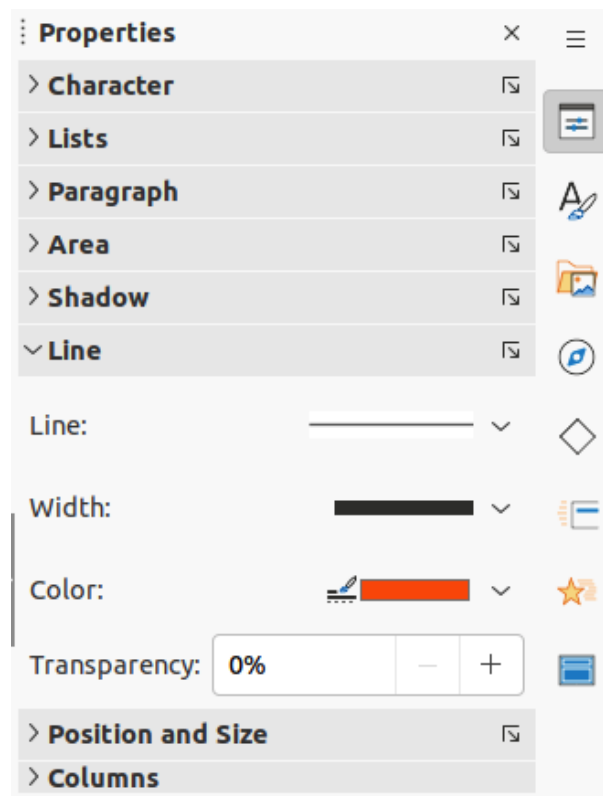 Properties
Character
Lists
Paragraph
Area
Shadow
Line
Line:
Width:
Color:
Transparency: 0%
Position and Size
Columns